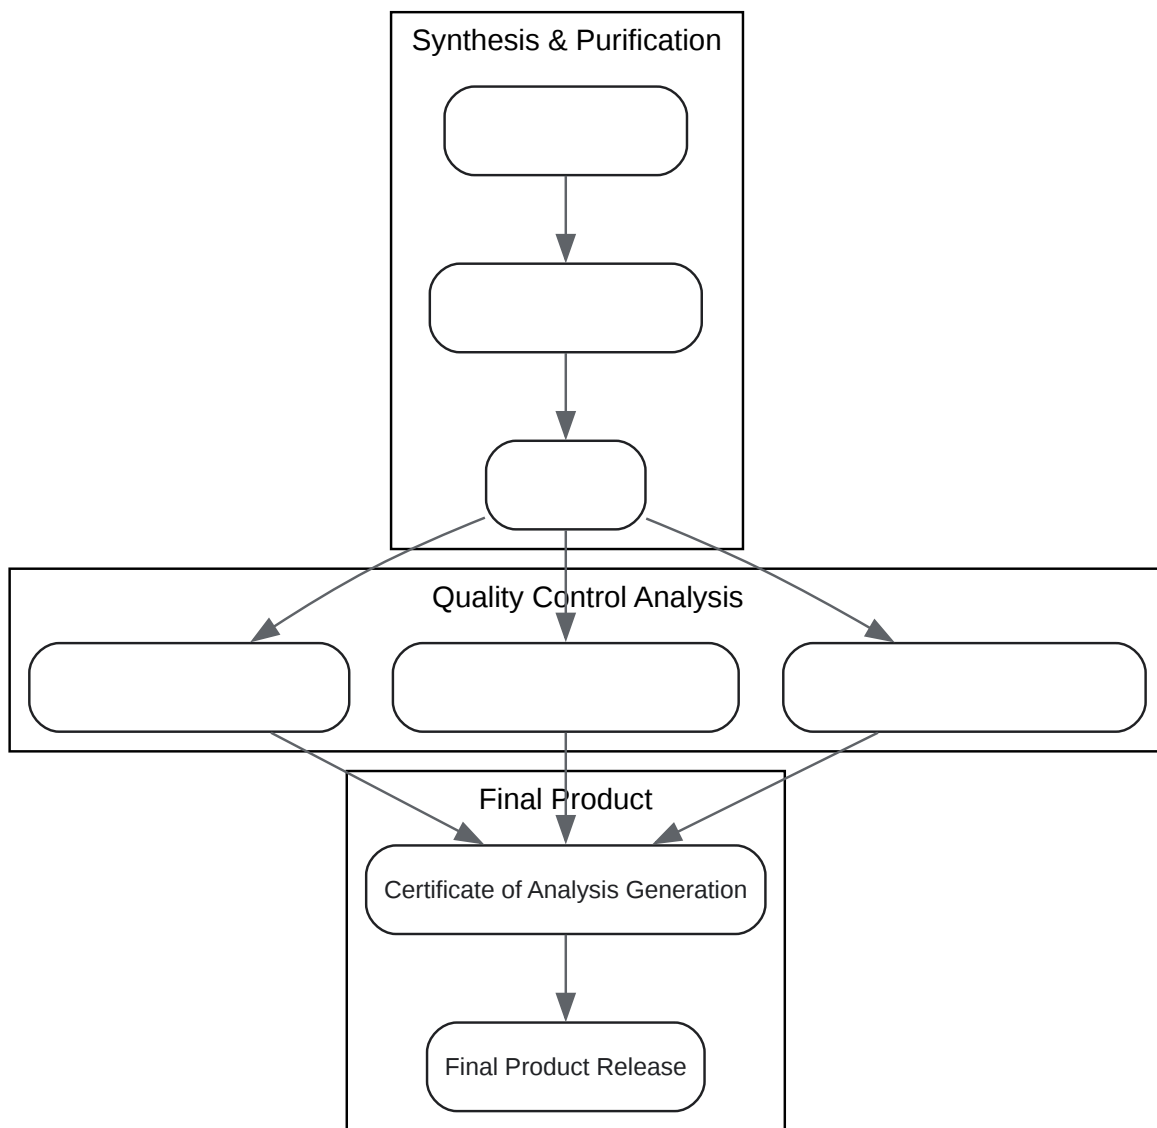 Synthesis & Purification
Quality Control Analysis
Final Product
Certificate of Analysis Generation
Final Product Release